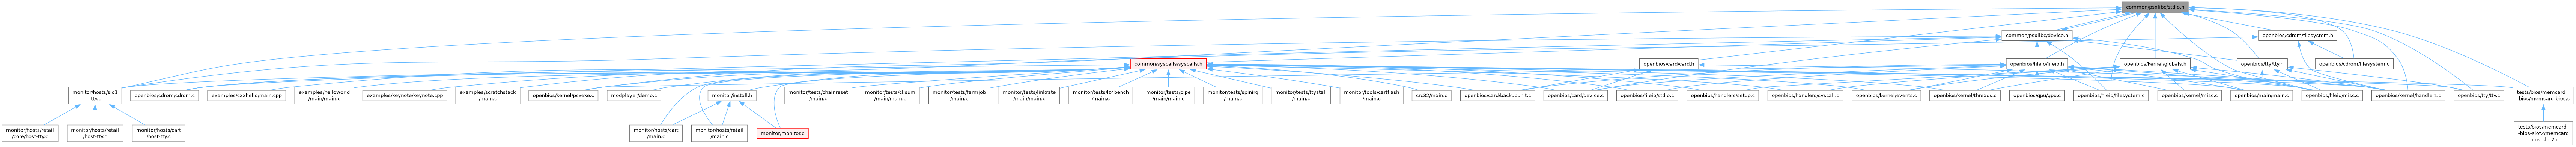 common/psxlibc/stdio.h
common/psxlibc/device.h
openbios/cdrom/filesystem.h
common/syscalls/syscalls.h
openbios/card/card.h
openbios/fileio/fileio.h
openbios/kernel/globals.h
openbios/tty/tty.h
openbios/cdrom/filesystem.c
monitor/hosts/sio1
-tty.c
openbios/cdrom/cdrom.c
examples/cxxhello/main.cpp
examples/helloworld
/main/main.c
examples/keynote/keynote.cpp
examples/scratchstack
/main.c
openbios/kernel/psxexe.c
modplayer/demo.c
monitor/install.h
monitor/tests/chainreset
/main.c
monitor/tests/cksum
/main/main.c
monitor/tests/farmjob
/main.c
monitor/tests/linkrate
/main/main.c
monitor/tests/lz4bench
/main.c
monitor/tests/pipe
/main/main.c
monitor/tests/spinirq
/main.c
monitor/tests/ttystall
/main.c
monitor/tools/cartflash
/main.c
crc32/main.c
openbios/card/backupunit.c
openbios/card/device.c
openbios/fileio/stdio.c
openbios/handlers/setup.c
openbios/handlers/syscall.c
openbios/kernel/events.c
openbios/kernel/threads.c
openbios/gpu/gpu.c
openbios/fileio/filesystem.c
openbios/kernel/misc.c
openbios/main/main.c
openbios/fileio/misc.c
openbios/kernel/handlers.c
openbios/tty/tty.c
tests/bios/memcard
-bios/memcard-bios.c
monitor/hosts/retail
/core/host-tty.c
monitor/hosts/retail
/host-tty.c
monitor/hosts/cart
/host-tty.c
monitor/hosts/cart
/main.c
monitor/hosts/retail
/main.c
monitor/monitor.c
tests/bios/memcard
-bios-slot2/memcard
-bios-slot2.c